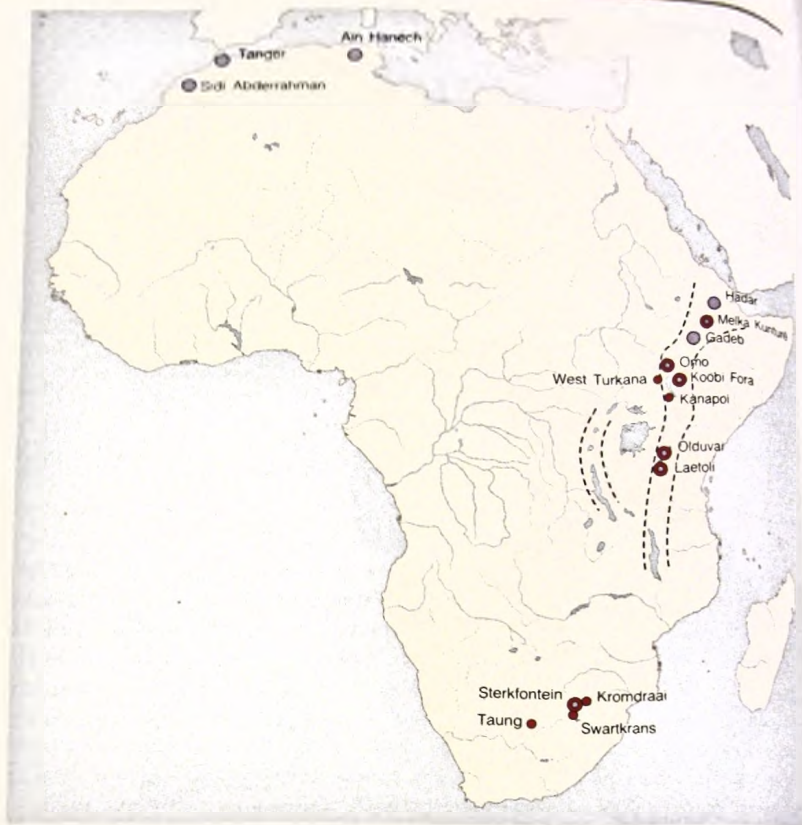 Ain Hanech
Tanger
Sidi Abderrahman
Hadar
Melka Kunturé
Gadeb
Omo
West Turkana
Koobi Fora
Kanapoi
Olduvai
Laetoli
Sterkfontein
Kromdraai
Taung
Swartkrans